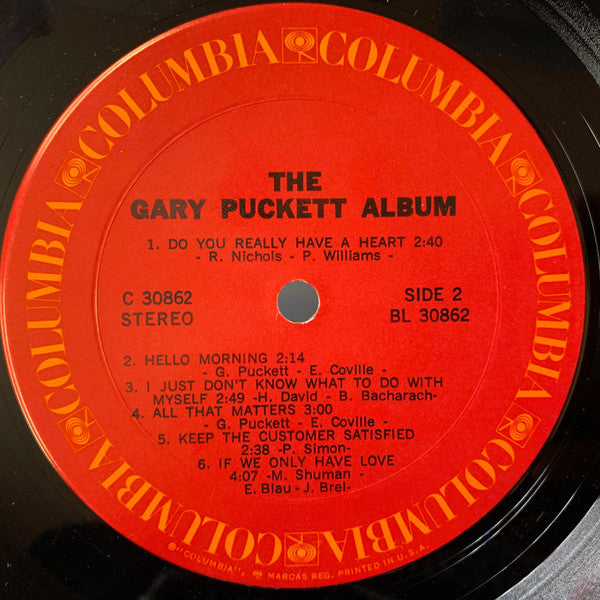 COLUMBIA COLUMBIA COLUMBIA COLUMBIA COLUMBIA COLUMBIA
THE
GARY PUCKETT ALBUM
1. DO YOU REALLY HAVE A HEART 2:40
- R. Nichols - P. Williams -
C 30862
STEREO
SIDE 2
BL 30862
2. HELLO MORNING 2:14
- G. Puckett - E. Coville -
3. I JUST DON'T KNOW WHAT TO DO WITH
MYSELF 2:49 -H. David - B. Bacharach-
4. ALL THAT MATTERS 3:00
- G. Puckett - E. Coville -
5. KEEP THE CUSTOMER SATISFIED
2:38 -P. Simon-
6. IF WE ONLY HAVE LOVE
4:07 -M. Shuman -
E. Blau - J. Brel-
®"COLUMBIA", MARCAS REG. PRINTED IN U.S.A.